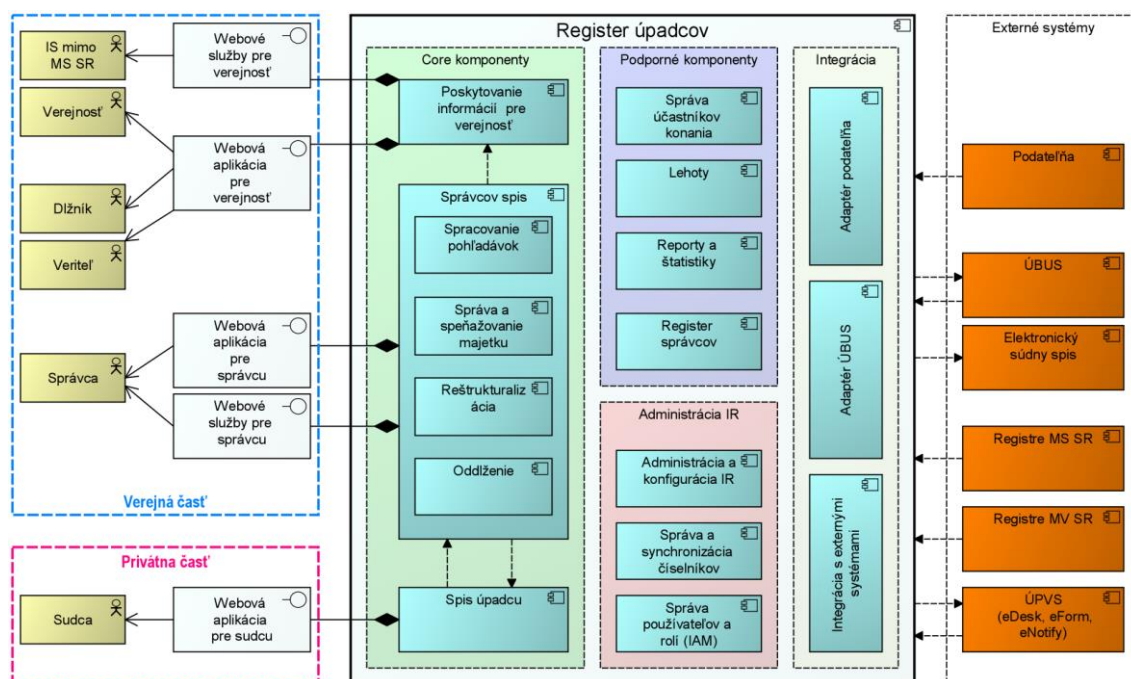 IS mimo
MS SR
Verejnosť
Dlžník
Veriteľ
Správca
Webové
služby pre
verejnosť
Webová
aplikácia
pre
verejnosť
Webová
aplikácia
pre
správcu
Webové
služby pre
správcu
Verejná časť
Privátna časť
Sudca
Webová
aplikácia
pre sudcu
Register úpadcov
Core komponenty
Poskytovanie
informácií pre
verejnosť
Správcov spis
Spracovanie
pohľadávok
Správa a
speňažovanie
majetku
Reštrukturaliz
ácia
Oddlženie
Spis úpadcu
Podporné komponenty
Správa
účastníkov
konania
Lehoty
Reporty a
štatistiky
Register
správcov
Administrácia IR
Administrácia a
konfigurácia IR
Správa a
synchronizácia
číselníkov
Správa
používateľov a
rolí (IAM)
Integrácia
Adaptér podateľňa
Adaptér ÚBUS
Integrácia s externými
systémami
Externé systémy
Podateľňa
ÚBUS
Elektronický
súdny spis
Registre MS SR
Registre MV SR
ÚPVS
(eDesk, eForm,
eNotify)